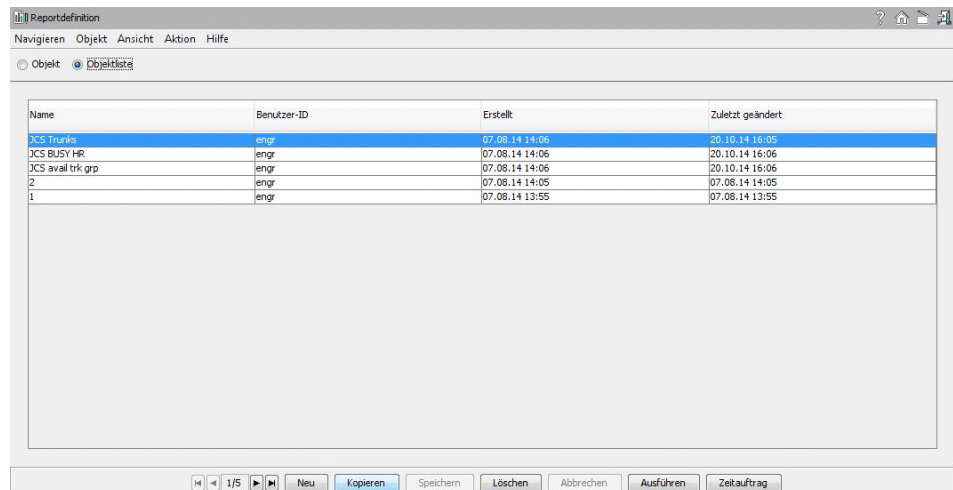 Reportdefinition
Navigieren Objekt Ansicht Aktion Hilfe
Objekt Objektliste
Name Benutzer-ID Erstellt Zuletzt geändert
JCS Trunks engr 07.08.14 14:06 20.10.14 16:05
JCS BUSY HR engr 07.08.14 14:06 20.10.14 16:06
JCS avail trk grp engr 07.08.14 14:06 20.10.14 16:06
2 engr 07.08.14 14:05 07.08.14 14:05
1 engr 07.08.14 13:55 07.08.14 13:55
1/5 Neu Kopieren Speichern Löschen Abbrechen Ausführen Zeitauftrag